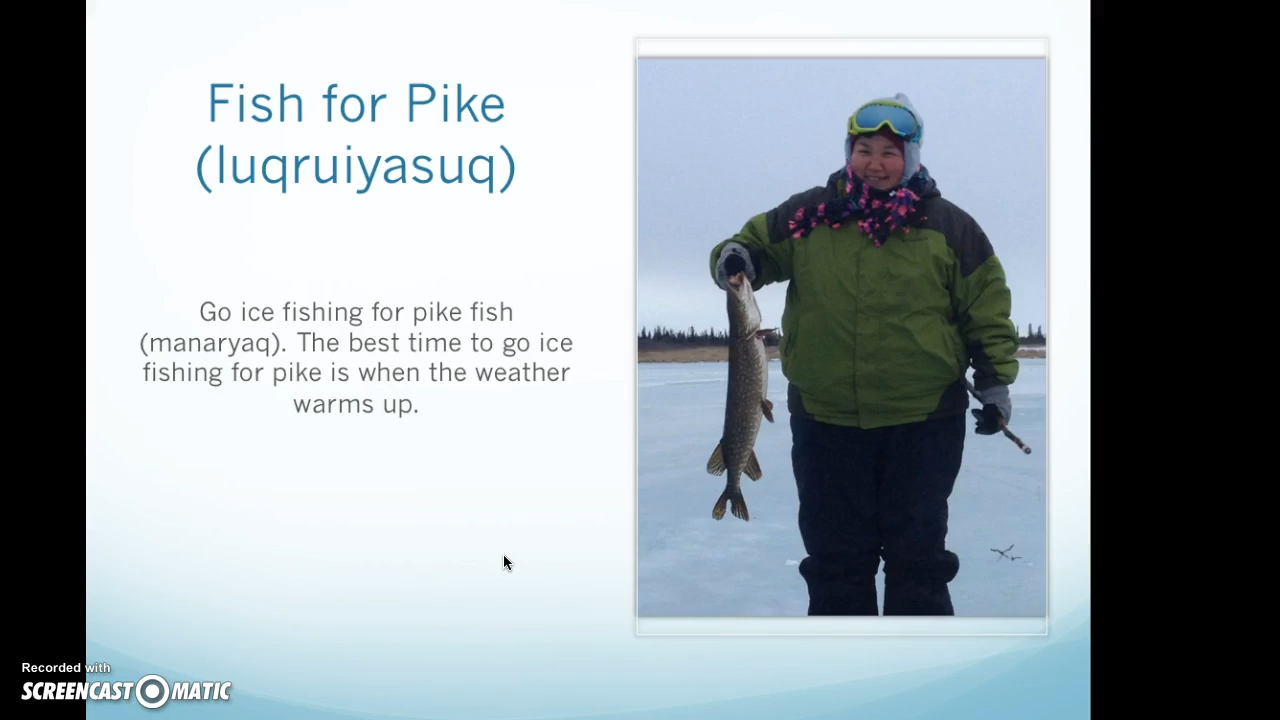 Fish for Pike
(luqruiyasuq)
Go ice fishing for pike fish
(manaryaq). The best time to go ice
fishing for pike is when the weather
warms up.
Recorded with
SCREENCAST MATIC